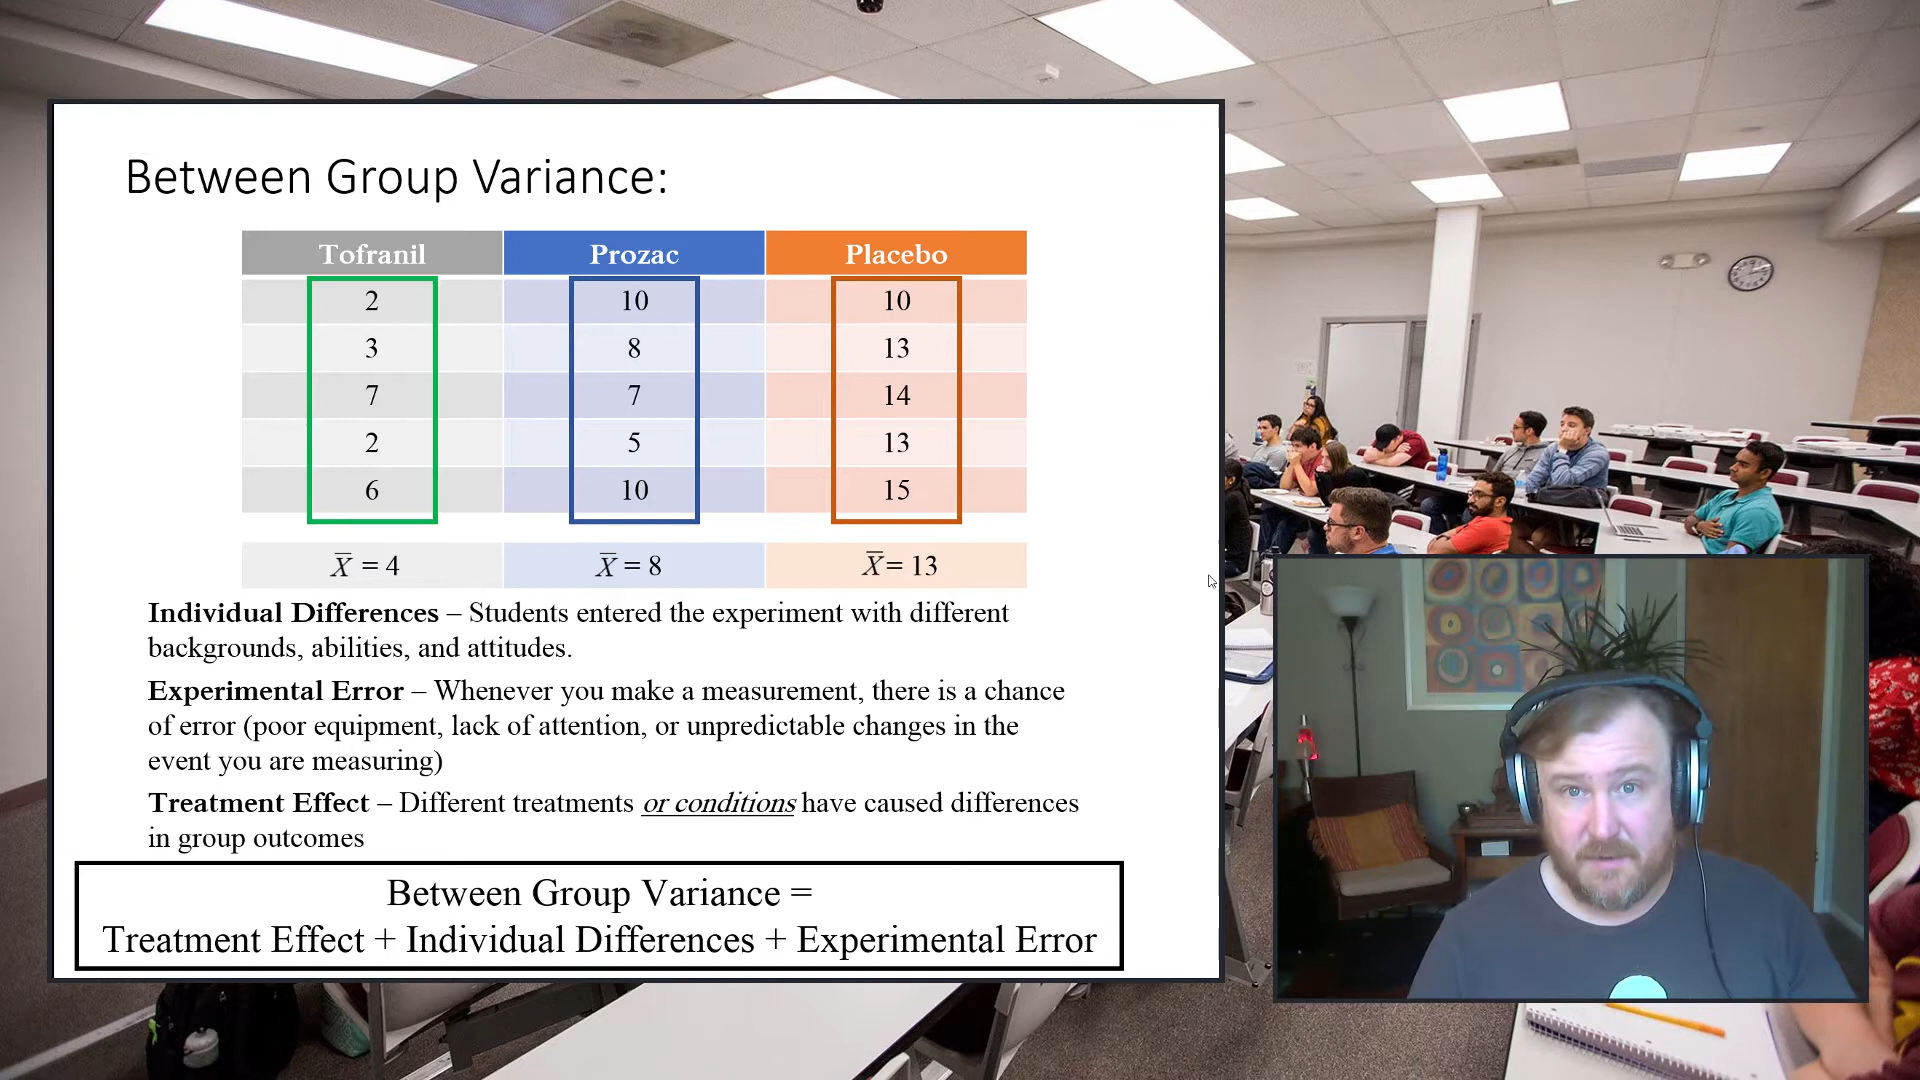 Between Group Variance:
Tofranil Prozac Placebo
2 10 10
3 8 13
7 7 14
2 5 13
6 10 15
X̅ = 4 X̅ = 8 X̅ = 13
Individual Differences – Students entered the experiment with different
backgrounds, abilities, and attitudes.
Experimental Error – Whenever you make a measurement, there is a chance
of error (poor equipment, lack of attention, or unpredictable changes in the
event you are measuring)
Treatment Effect – Different treatments or conditions have caused differences
in group outcomes
Between Group Variance =
Treatment Effect + Individual Differences + Experimental Error